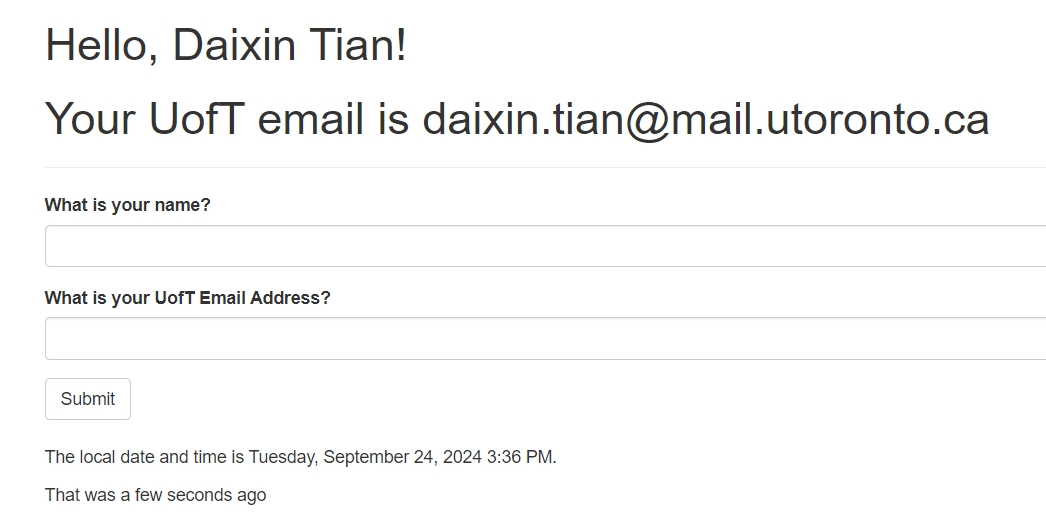 Hello, Daixin Tian!
Your UofT email is daixin.tian@mail.utoronto.ca
What is your name?
What is your UofT Email Address?
Submit
The local date and time is Tuesday, September 24, 2024 3:36 PM.
That was a few seconds ago